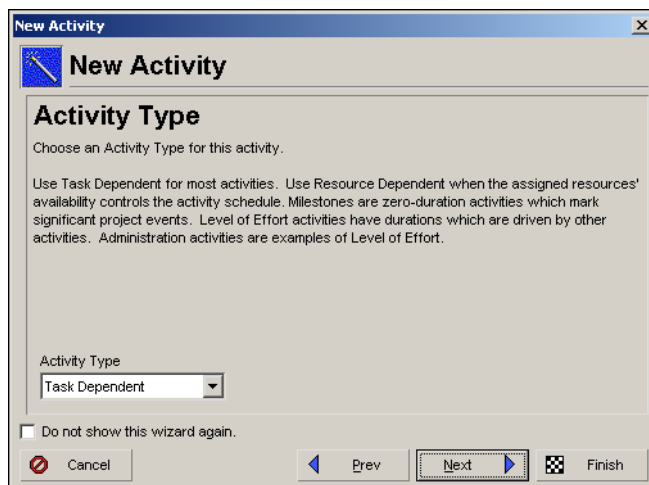 New Activity
New Activity
Activity Type
Choose an Activity Type for this activity.
Use Task Dependent for most activities.  Use Resource Dependent when the assigned resources'
availability controls the activity schedule. Milestones are zero-duration activities which mark
significant project events.  Level of Effort activities have durations which are driven by other
activities.  Administration activities are examples of Level of Effort.
Activity Type
Task Dependent
Do not show this wizard again.
Cancel
Prev
Next
Finish